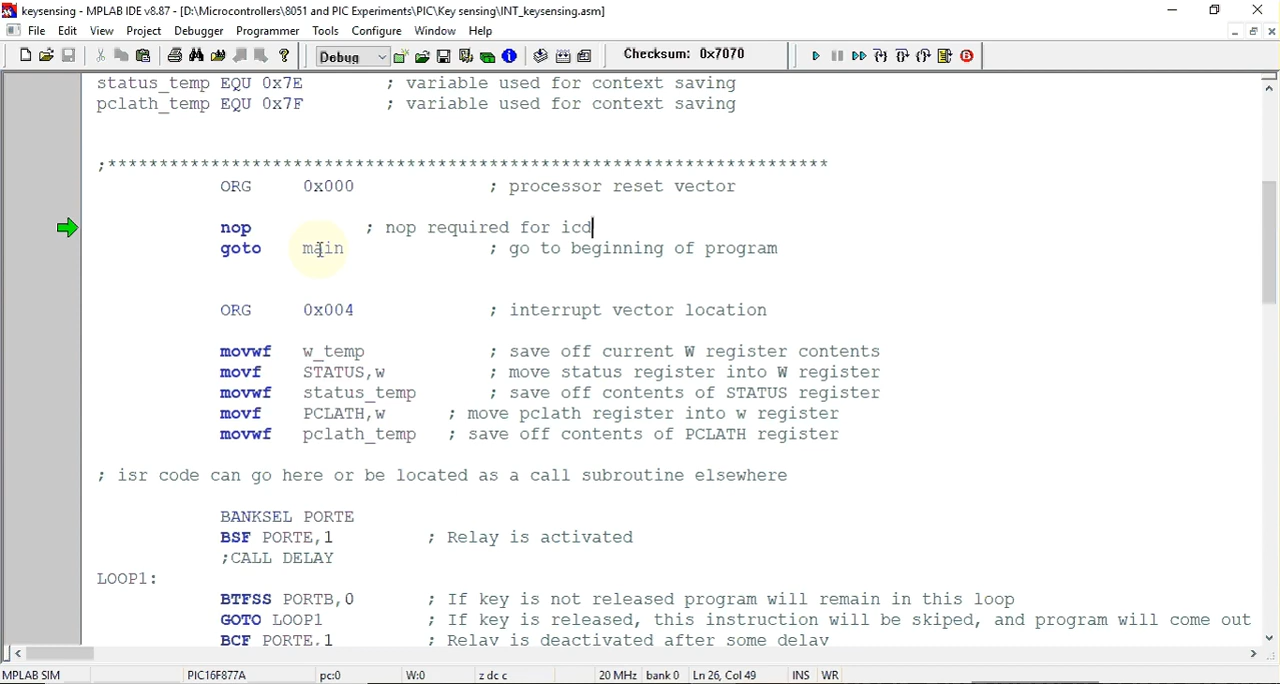 keysensing - MPLAB IDE v8.87 - [D:\Microcontrollers\8051 and PIC Experiments\PIC\Key sensing\INT_keysensing.asm]
File Edit View Project Debugger Programmer Tools Configure Window Help
Debug Checksum: 0x7070
status_temp EQU 0x7E ; variable used for context saving
pclath_temp EQU 0x7F ; variable used for context saving
;**********************************************************************
ORG 0x000 ; processor reset vector
nop ; nop required for icd
goto main ; go to beginning of program
ORG 0x004 ; interrupt vector location
movwf w_temp ; save off current W register contents
movf STATUS,w ; move status register into W register
movwf status_temp ; save off contents of STATUS register
movf PCLATH,w ; move pclath register into w register
movwf pclath_temp ; save off contents of PCLATH register
; isr code can go here or be located as a call subroutine elsewhere
BANKSEL PORTE
BSF PORTE,1 ; Relay is activated
;CALL DELAY
LOOP1:
BTFSS PORTB,0 ; If key is not released program will remain in this loop
GOTO LOOP1 ; If key is released, this instruction will be skiped, and program will come out
BCF PORTE,1 ; Relay is deactivated after some delay
MPLAB SIM PIC16F877A pc:0 W:0 z dc c 20 MHz bank 0 Ln 26, Col 49 INS WR